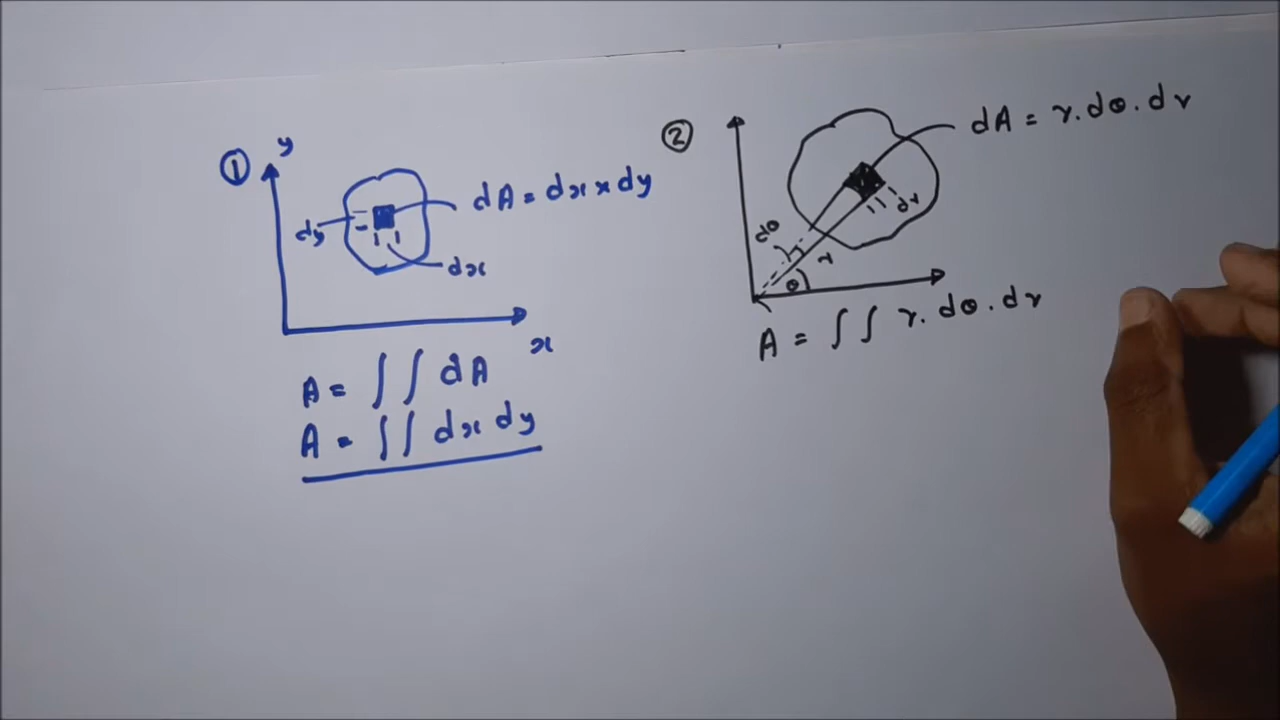 ①
y
dy
dA = dx x dy
dx
x
A = ∫ ∫ dA
A = ∫ ∫ dx dy
②
dA = r. dθ. dr
dr
dθ
r
θ
A = ∫ ∫ r. dθ. dr